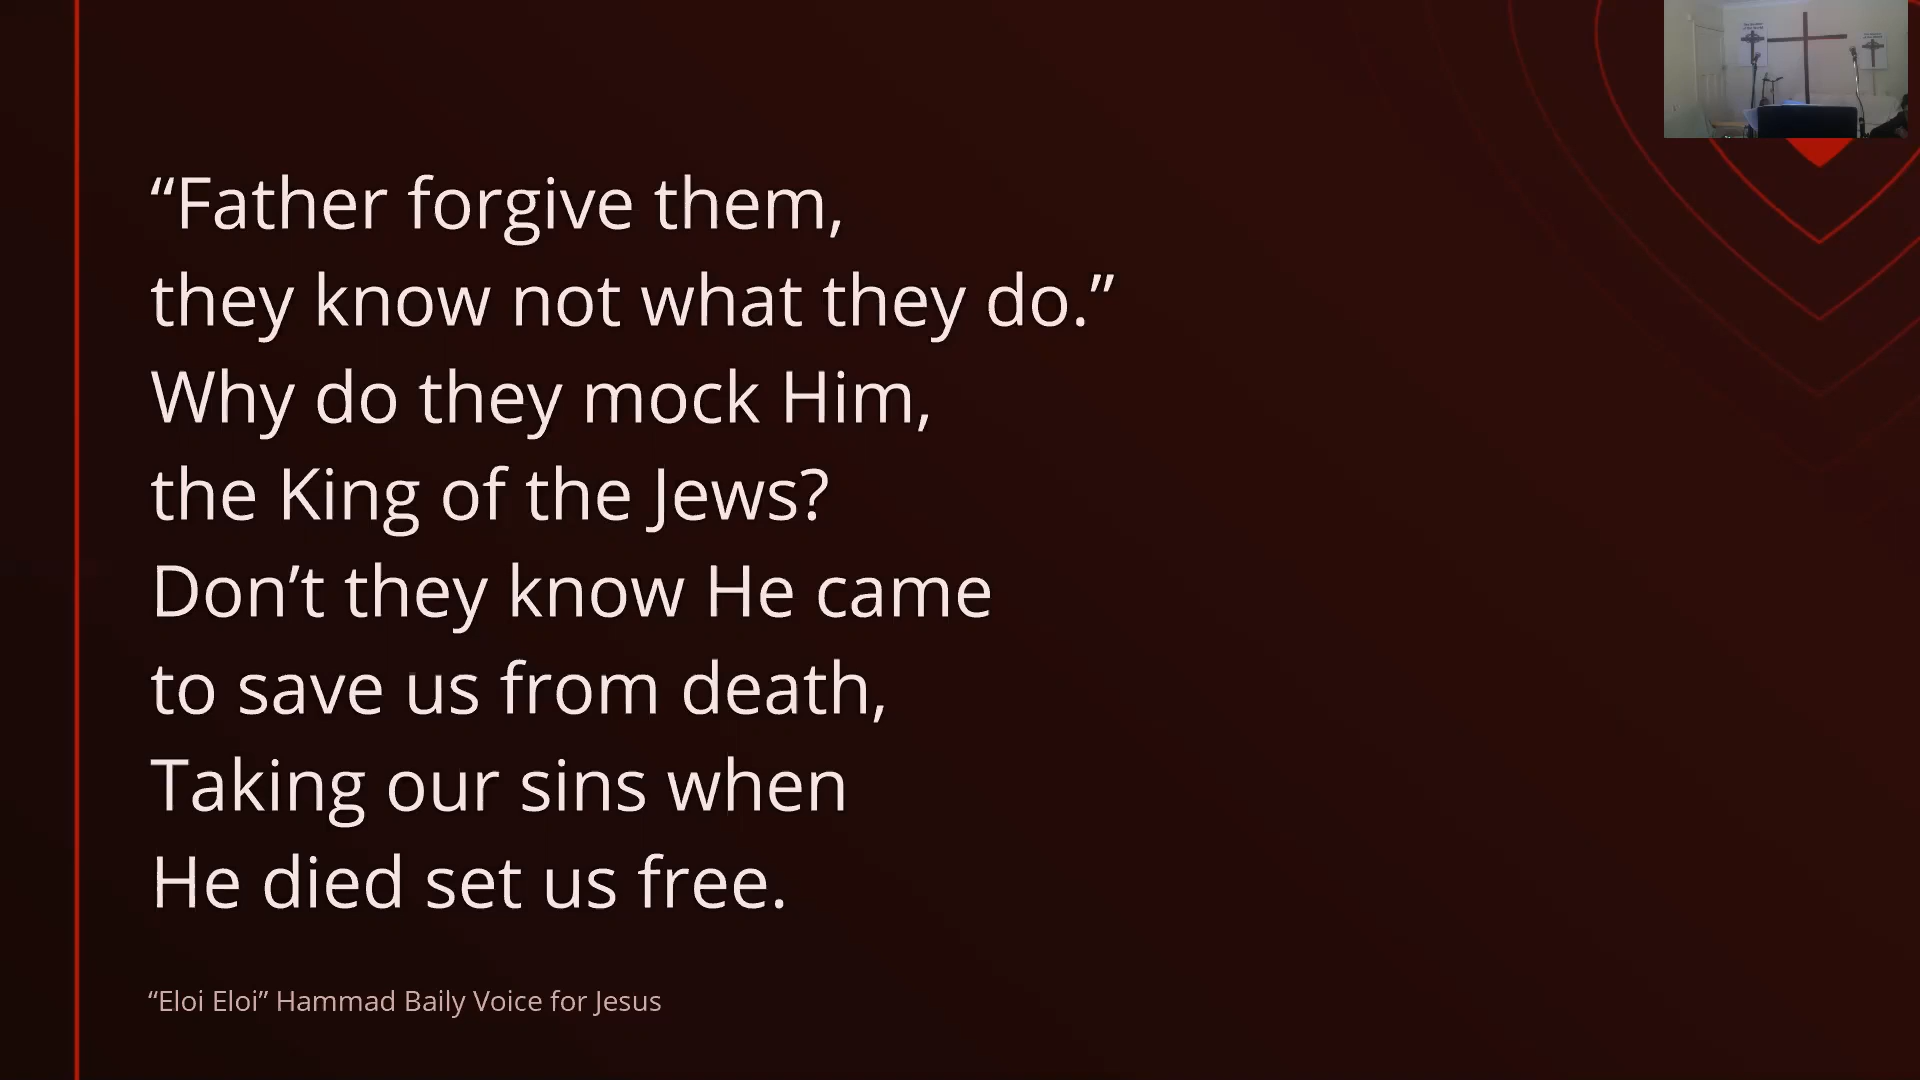 “Father forgive them,
they know not what they do.”
Why do they mock Him,
the King of the Jews?
Don’t they know He came
to save us from death,
Taking our sins when
He died set us free.
“Eloi Eloi” Hammad Baily Voice for Jesus